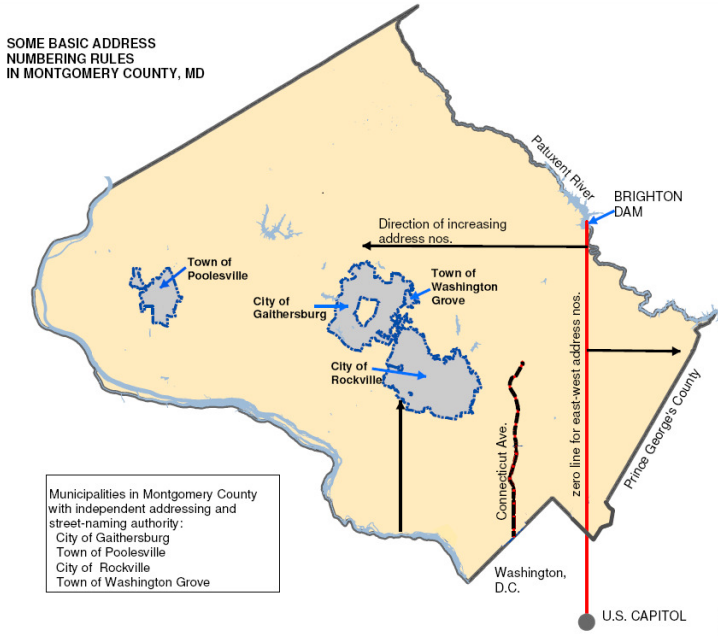 SOME BASIC ADDRESS
NUMBERING RULES
IN MONTGOMERY COUNTY, MD
Patuxent River
BRIGHTON
DAM
Direction of increasing
address nos.
Town of
Poolesville
Town of
Washington
Grove
City of
Gaithersburg
City of
Rockville
zero line for east-west address nos.
Prince George's County
Connecticut Ave.
Municipalities in Montgomery County
with independent addressing and
street-naming authority:
City of Gaithersburg
Town of Poolesville
City of Rockville
Town of Washington Grove
Washington,
D.C.
U.S. CAPITOL